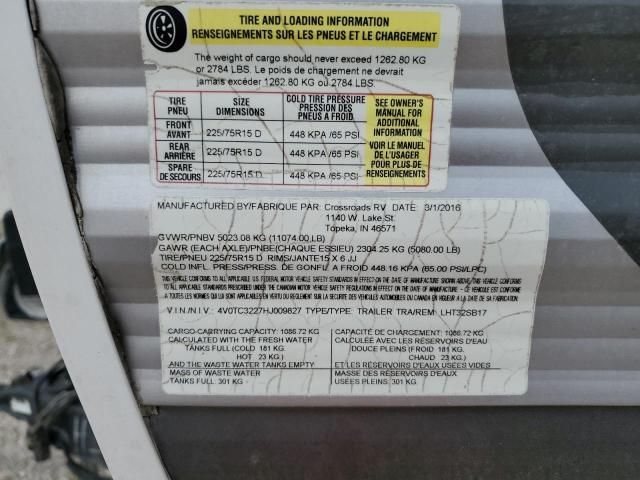 TIRE AND LOADING INFORMATION
RENSEIGNEMENTS SUR LES PNEUS ET LE CHARGEMENT
The weight of cargo should never exceed 1262.80 KG
or 2784 LBS. Le poids de chargement ne devrait
jamais excéder 1262.80 KG ou 2784 LBS.
TIRE
PNEU
SIZE
DIMENSIONS
COLD TIRE PRESSURE
PRESSION DES
PNEUS A FROID
FRONT
AVANT
225/75R15 D
448 KPA /65 PSI
REAR
ARRIÈRE
225/75R15 D
448 KPA /65 PSI
SPARE
DE SECOURS
225/75R15 D
448 KPA /65 PSI
SEE OWNER'S
MANUAL FOR
ADDITIONAL
INFORMATION
VOIR LE MANUEL
DE L'USAGER
POUR PLUS DE
RENSEIGNEMENTS
MANUFACTURED BY/FABRIQUE PAR: Crossroads RV DATE: 3/1/2016
1140 W. Lake St.
Topeka, IN 46571
GVWR/PNBV 5023.08 KG (11074.00 LB)
GAWR (EACH AXLE)/PNBE(CHAQUE ESSIEU) 2304.25 KG (5080.00 LB)
TIRE/PNEU 225/75R15 D RIMS/JANTE15 X 6 JJ
COLD INFL. PRESS/PRESS. DE GONFL/ A FROID 448.16 KPA (65.00 PSI/LPC)
V.I.N./N.I.V.: 4V0TC3227HJ009827 TYPE/TYPE: TRAILER TRA/REM: LHT32SB17
CARGO-CARRYING CAPACITY: 1086.72 KG
CALCULATED WITH THE FRESH WATER
TANKS FULL (COLD 181 KG.
HOT 23 KG.)
AND THE WASTE WATER TANKS EMPTY
MASS OF WASTE WATER
TANKS FULL: 301 KG
CAPACITÉ DE CHARGEMENT: 1086.72 KG
CALCULÉE AVEC LES RÉSERVOIRS D'EAU
DOUCE PLEINS (FROID 181 KG.
CHAUD 23 KG.)
ET LES RÉSERVOIRS D'EAUX USÉES VIDES
MASSE DES RÉSERVOIRS D'EAUX
USÉES PLEINS: 301 KG